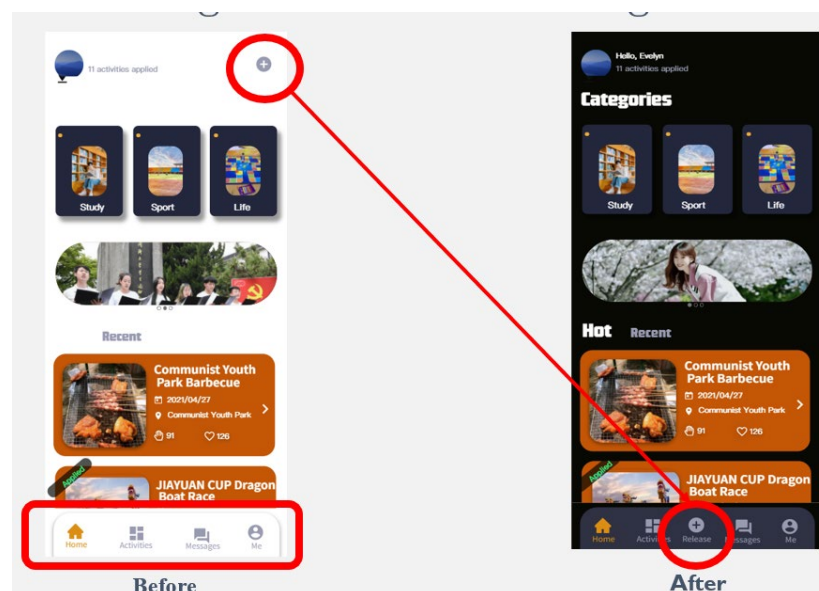 11 activities applied
Study
Sport
Life
Recent
Communist Youth
Park Barbecue
2021/04/27
Communist Youth Park
91
126
Applied
JIAYUAN CUP Dragon
Boat Race
Home
Activities
Messages
Me
Before
Hello, Evelyn
11 activities applied
Categories
Study
Sport
Life
Hot
Recent
Communist Youth
Park Barbecue
2021/04/27
Communist Youth Park
91
126
Applied
JIAYUAN CUP Dragon
Boat Race
Home
Activities
Release
Messages
Me
After